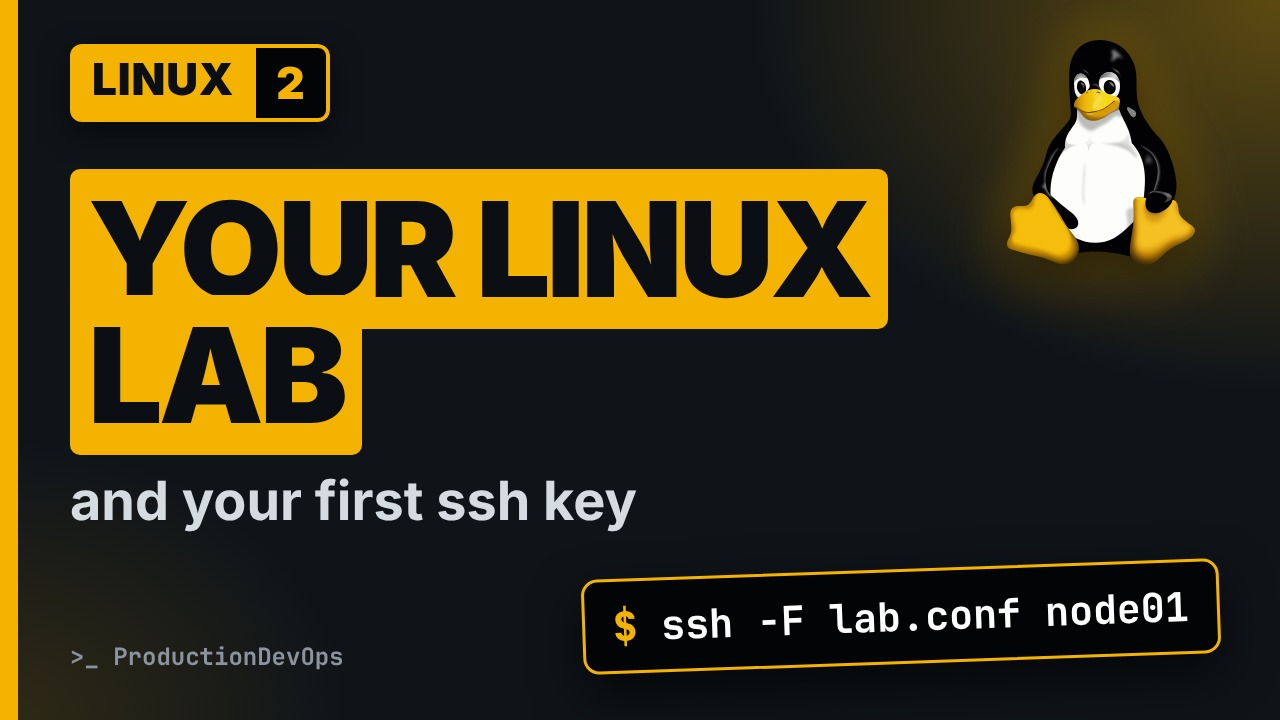 LINUX 2
YOUR LINUX
LAB
and your first ssh key
$ ssh -F lab.conf node01
>_ ProductionDevOps